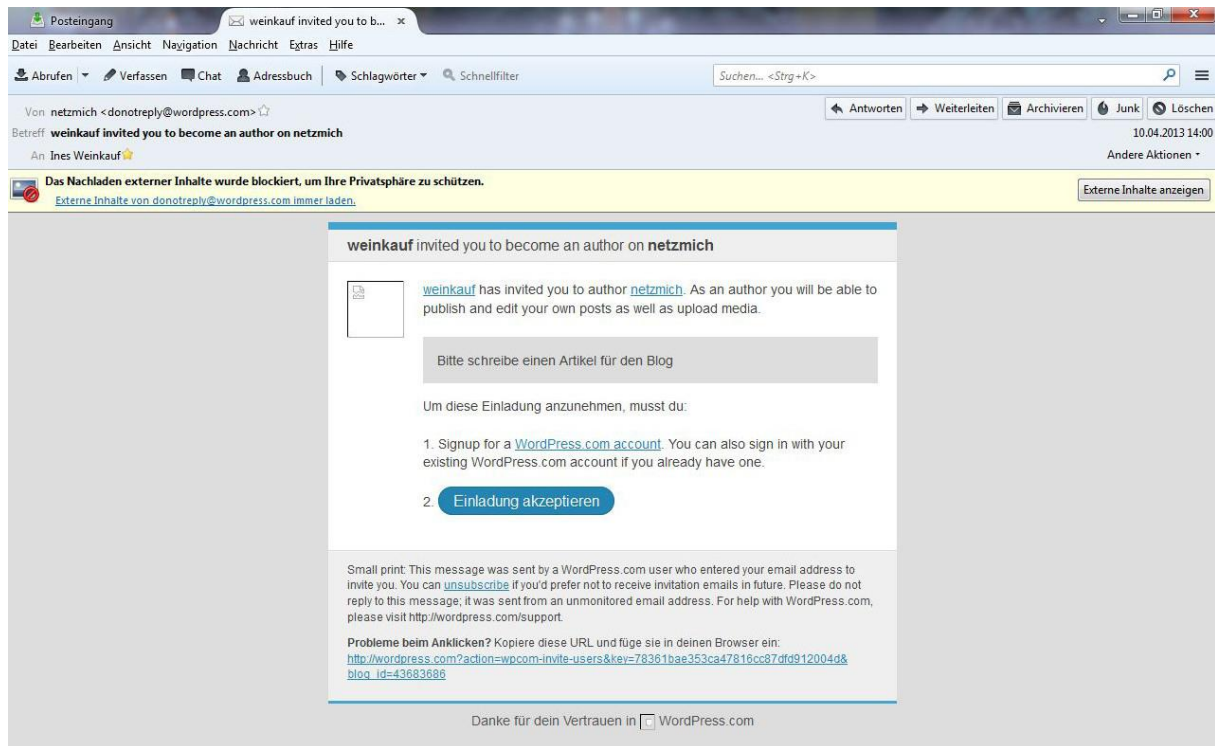 Posteingang
weinkauf invited you to b... x
Datei Bearbeiten Ansicht Navigation Nachricht Extras Hilfe
Abrufen Verfassen Chat Adressbuch Schlagwörter Schnellfilter Suchen... <Strg+K>
Von netzmich <donotreply@wordpress.com> Antworten Weiterleiten Archivieren Junk Löschen
Betreff weinkauf invited you to become an author on netzmich 10.04.2013 14:00
An Ines Weinkauf Andere Aktionen
Das Nachladen externer Inhalte wurde blockiert, um Ihre Privatsphäre zu schützen.
Externe Inhalte von donotreply@wordpress.com immer laden.
Externe Inhalte anzeigen
weinkauf invited you to become an author on netzmich
weinkauf has invited you to author netzmich. As an author you will be able to
publish and edit your own posts as well as upload media.
Bitte schreibe einen Artikel für den Blog
Um diese Einladung anzunehmen, musst du:
1. Signup for a WordPress.com account. You can also sign in with your
existing WordPress.com account if you already have one.
2. Einladung akzeptieren
Small print: This message was sent by a WordPress.com user who entered your email address to
invite you. You can unsubscribe if you'd prefer not to receive invitation emails in future. Please do not
reply to this message; it was sent from an unmonitored email address. For help with WordPress.com,
please visit http://wordpress.com/support.
Probleme beim Anklicken? Kopiere diese URL und füge sie in deinen Browser ein:
http://wordpress.com?action=wpcom-invite-users&key=78361bae353ca47816cc87dfd912004d&
blog_id=43683686
Danke für dein Vertrauen in WordPress.com